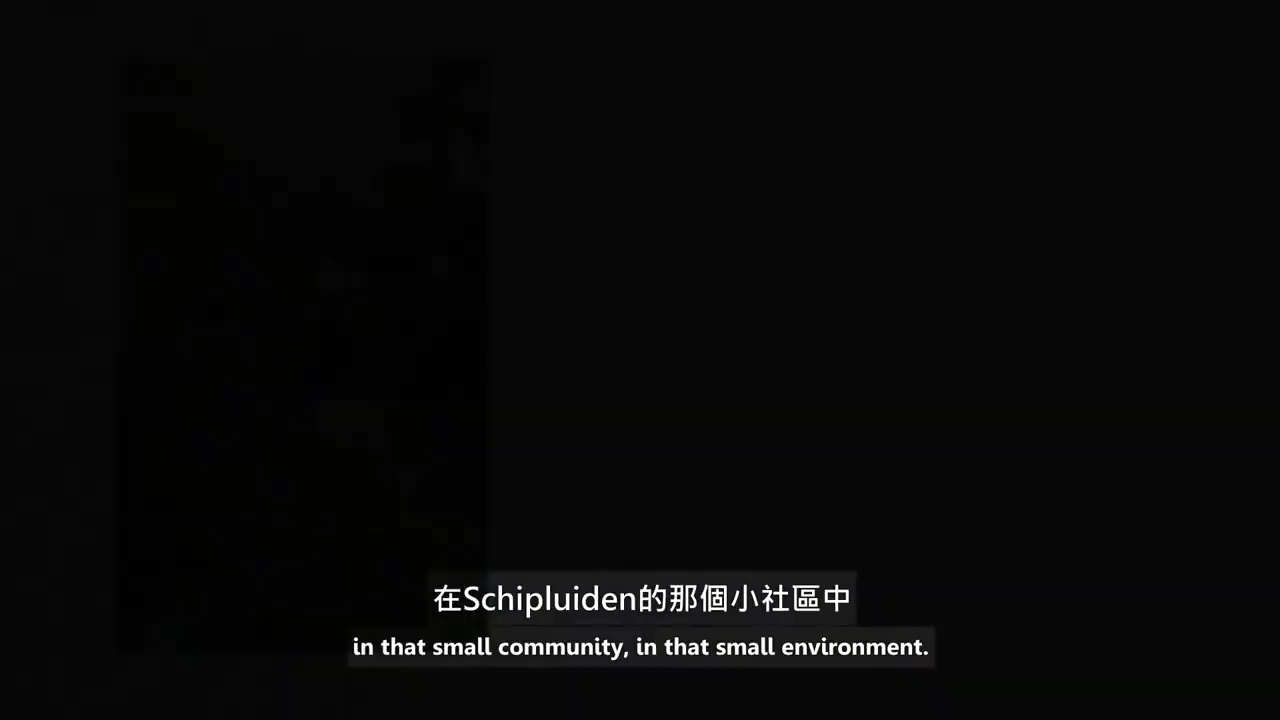 在Schipluiden的那個小社區中
in that small community, in that small environment.